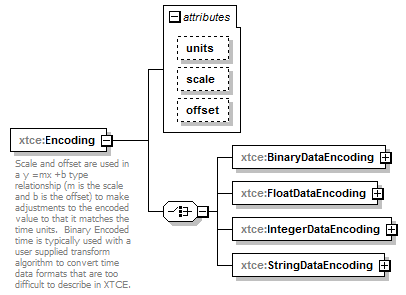 attributes
units
scale
offset
xtce:Encoding
Scale and offset are used in
a y =mx +b type
relationship (m is the scale
and b is the offset) to make
adjustments to the encoded
value to that it matches the
time units.  Binary Encoded
time is typically used with a
user supplied transform
algorithm to convert time
data formats that are too
difficult to describe in XTCE.
xtce:BinaryDataEncoding
xtce:FloatDataEncoding
xtce:IntegerDataEncoding
xtce:StringDataEncoding